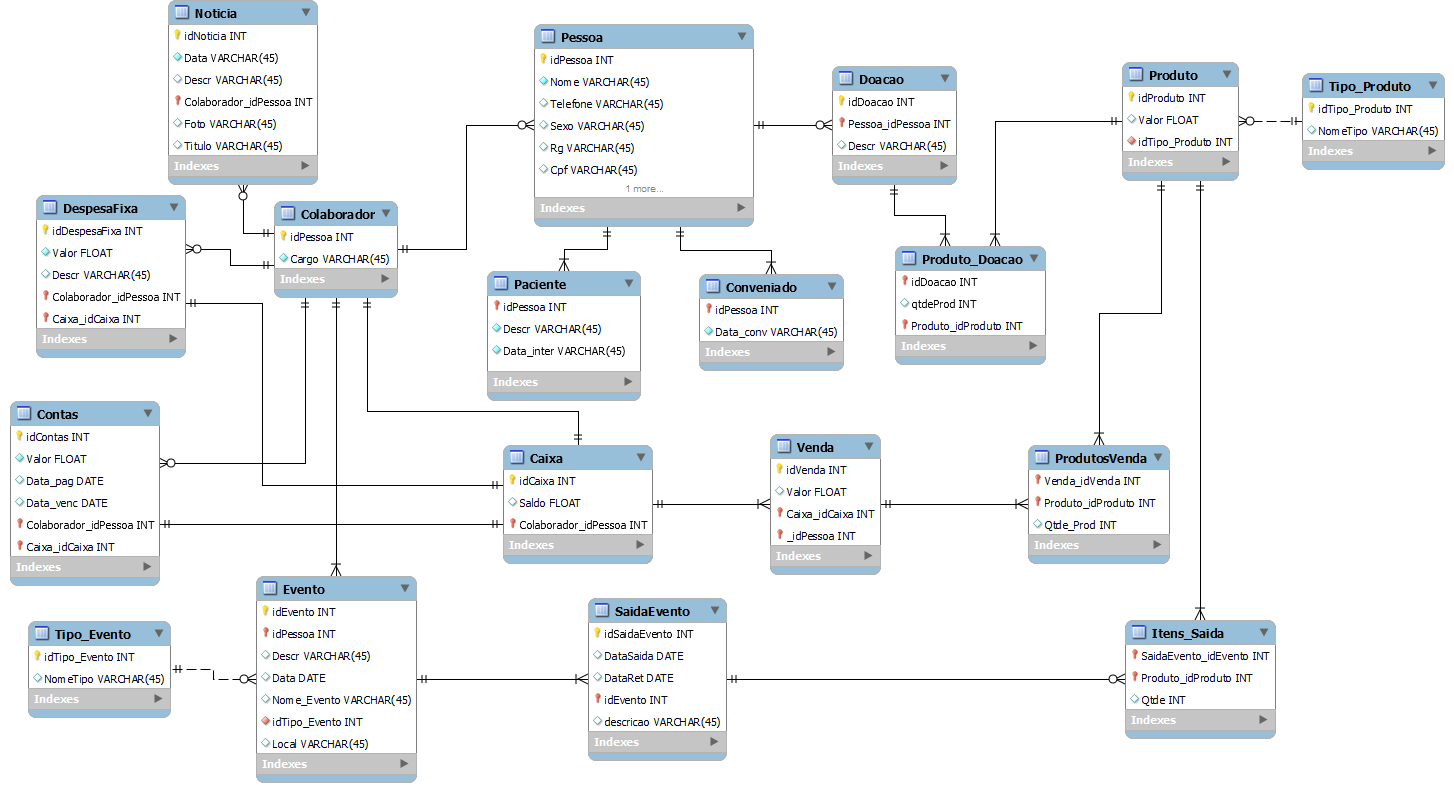 Noticia
idNoticia INT
Data VARCHAR(45)
Descr VARCHAR(45)
Colaborador_idPessoa INT
Foto VARCHAR(45)
Titulo VARCHAR(45)
Indexes
Pessoa
idPessoa INT
Nome VARCHAR(45)
Telefone VARCHAR(45)
Sexo VARCHAR(45)
Rg VARCHAR(45)
Cpf VARCHAR(45)
1 more...
Indexes
Doacao
idDoacao INT
Pessoa_idPessoa INT
Descr VARCHAR(45)
Indexes
Produto
idProduto INT
Valor FLOAT
idTipo_Produto INT
Indexes
Tipo_Produto
idTipo_Produto INT
NomeTipo VARCHAR(45)
Indexes
DespesaFixa
idDespesaFixa INT
Valor FLOAT
Descr VARCHAR(45)
Colaborador_idPessoa INT
Caixa_idCaixa INT
Indexes
Colaborador
idPessoa INT
Cargo VARCHAR(45)
Indexes
Paciente
idPessoa INT
Descr VARCHAR(45)
Data_inter VARCHAR(45)
Indexes
Conveniado
idPessoa INT
Data_conv VARCHAR(45)
Indexes
Produto_Doacao
idDoacao INT
qtdeProd INT
Produto_idProduto INT
Indexes
Contas
idContas INT
Valor FLOAT
Data_pag DATE
Data_venc DATE
Colaborador_idPessoa INT
Caixa_idCaixa INT
Indexes
Caixa
idCaixa INT
Saldo FLOAT
Colaborador_idPessoa INT
Indexes
Venda
idVenda INT
Valor FLOAT
Caixa_idCaixa INT
_idPessoa INT
Indexes
ProdutosVenda
Venda_idVenda INT
Produto_idProduto INT
Qtde_Prod INT
Indexes
Tipo_Evento
idTipo_Evento INT
NomeTipo VARCHAR(45)
Indexes
Evento
idEvento INT
idPessoa INT
Descr VARCHAR(45)
Data DATE
Nome_Evento VARCHAR(45)
idTipo_Evento INT
Local VARCHAR(45)
Indexes
SaidaEvento
idSaidaEvento INT
DataSaida DATE
DataRet DATE
idEvento INT
descricao VARCHAR(45)
Indexes
Itens_Saida
SaidaEvento_idEvento INT
Produto_idProduto INT
Qtde INT
Indexes